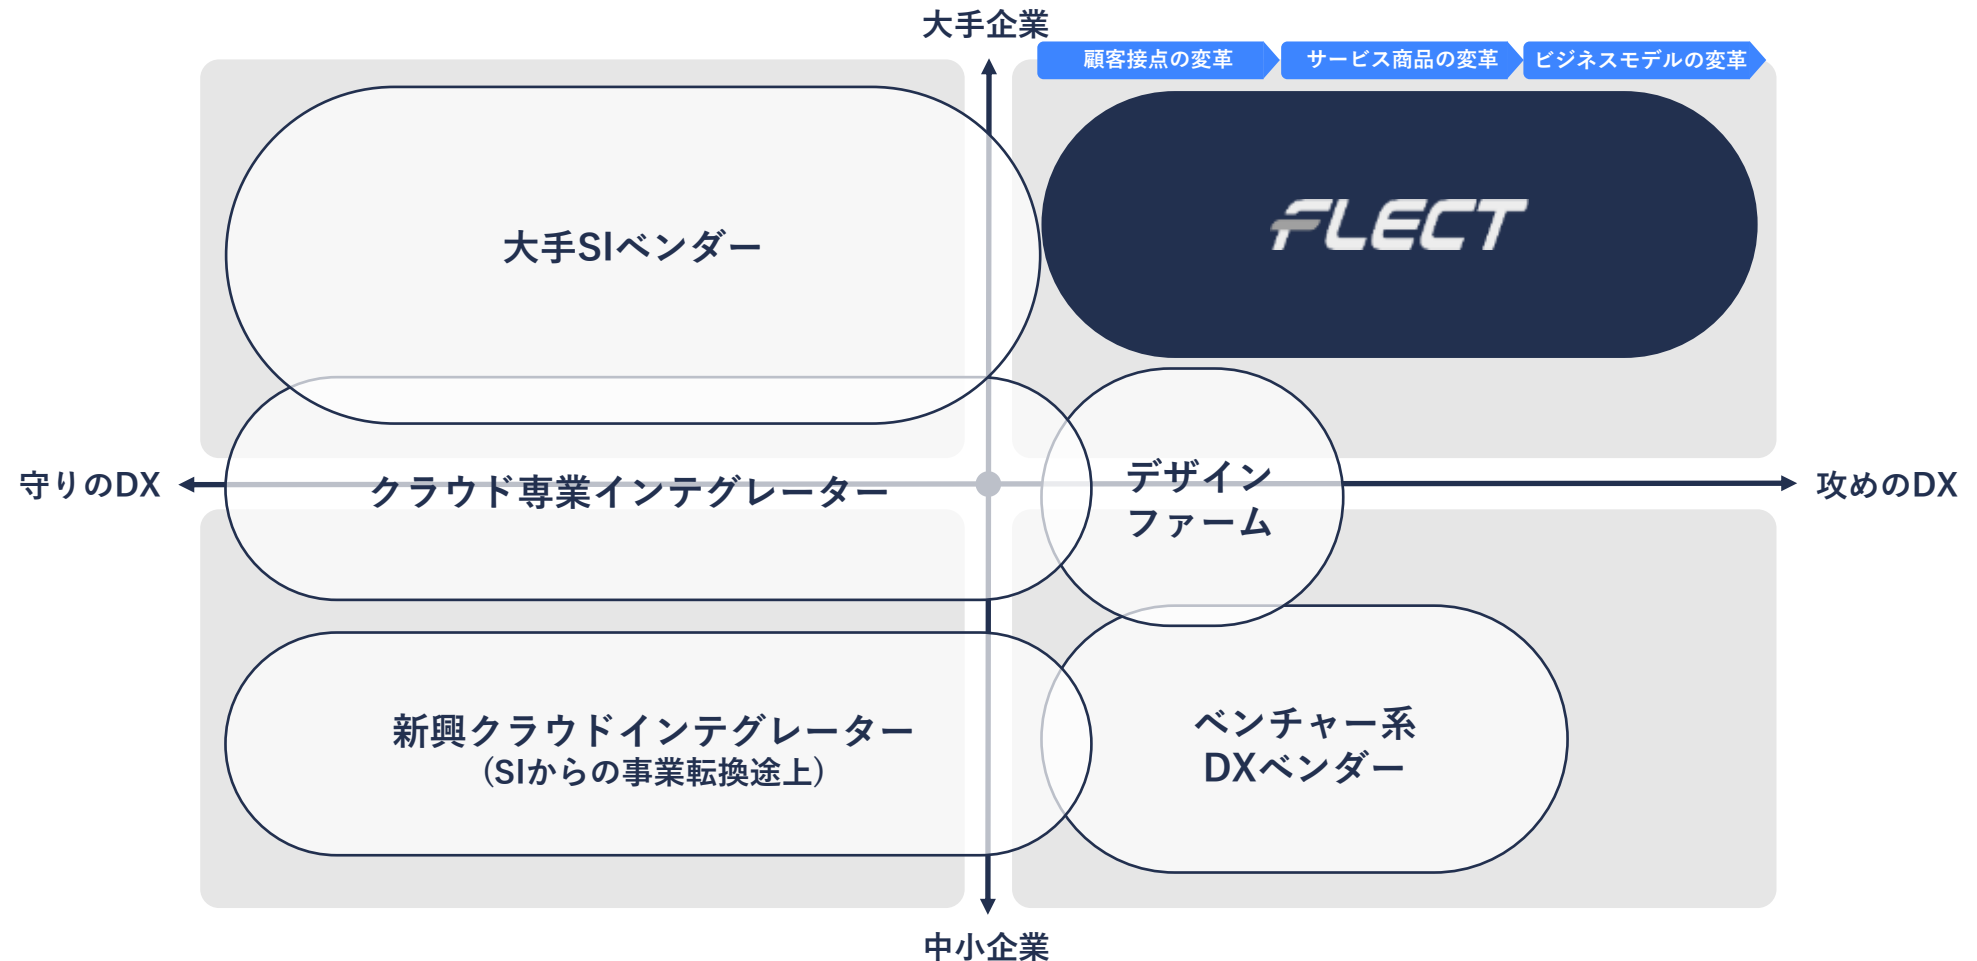 大手企業
顧客接点の変革
サービス商品の変革
ビジネスモデルの変革
大手SIベンダー
FLECT
守りのDX
クラウド専業インテグレーター
デザイン
ファーム
攻めのDX
新興クラウドインテグレーター
(SIからの事業転換途上)
ベンチャー系
DXベンダー
中小企業